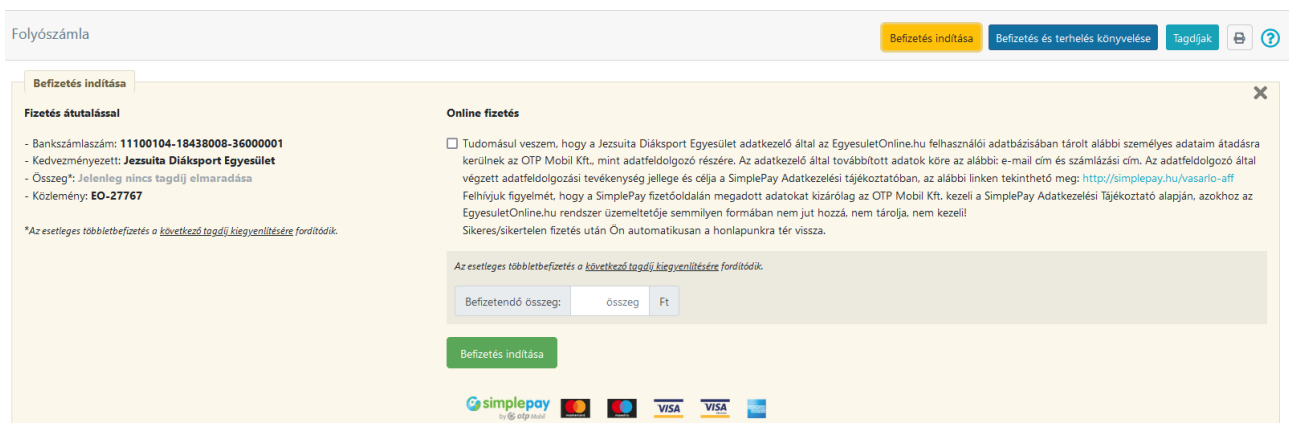 Folyószámla
Befizetés indítása
Befizetés és terhelés könyvelése
Tagdíjak
Befizetés indítása
Fizetés átutalással
- Bankszámlaszám: 11100104-18438008-36000001
- Kedvezményezett: Jezsuita Diáksport Egyesület
- Összeg*: Jelenleg nincs tagdíj elmaradása
- Közlemény: EO-27767
*Az esetleges többletbefizetés a következő tagdíj kiegyenlítésére fordítódik.
Online fizetés
Tudomásul veszem, hogy a Jezsuita Diáksport Egyesület adatkezelő által az EgyesuletOnline.hu felhasználói adatbázisában tárolt alábbi személyes adataim átadásra
kerülnek az OTP Mobil Kft., mint adatfeldolgozó részére. Az adatkezelő által továbbított adatok köre az alábbi: e-mail cím és számlázási cím. Az adatfeldolgozó által
végzett adatfeldolgozási tevékenység jellege és célja a SimplePay Adatkezelési tájékoztatóban, az alábbi linken tekinthető meg: http://simplepay.hu/vasarlo-aff
Felhívjuk figyelmét, hogy a SimplePay fizetőoldalán megadott adatokat kizárólag az OTP Mobil Kft. kezeli a SimplePay Adatkezelési Tájékoztató alapján, azokhoz az
EgyesuletOnline.hu rendszer üzemeltetője semmilyen formában nem jut hozzá, nem tárolja, nem kezeli!
Sikeres/sikertelen fizetés után Ön automatikusan a honlapunkra tér vissza.
Az esetleges többletbefizetés a következő tagdíj kiegyenlítésére fordítódik.
Befizetendő összeg: összeg Ft
Befizetés indítása
simplepay
by otp Mobil
VISA
VISA